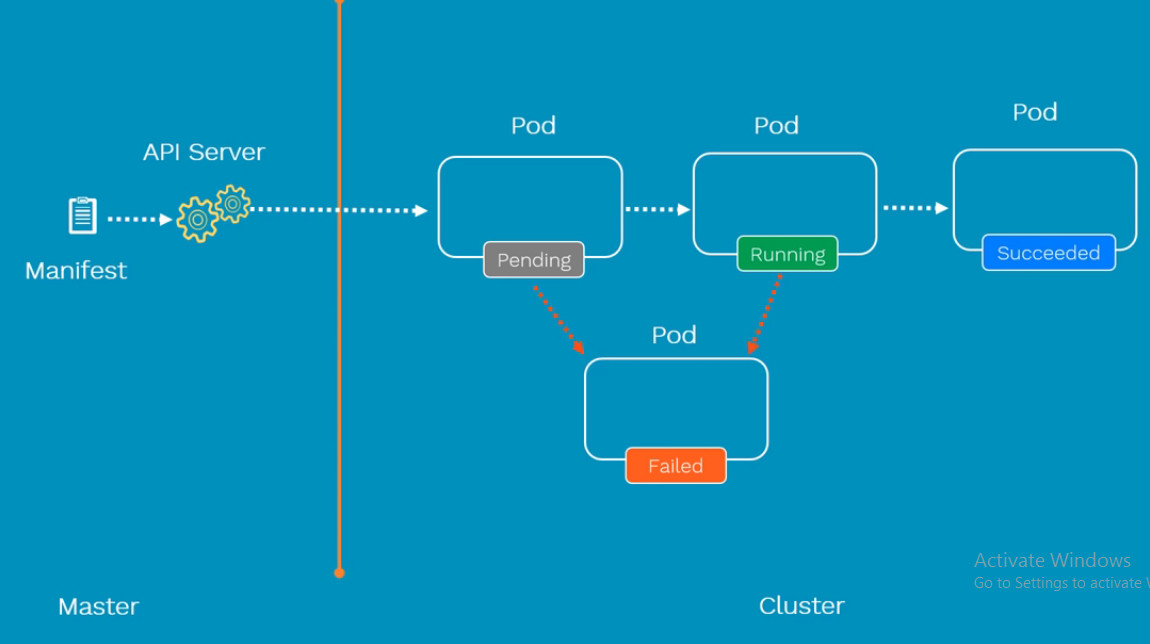 Pod
Pod
Pod
API Server
Manifest
Pending
Running
Succeeded
Pod
Failed
Activate Windows
Go to Settings to activate
Master
Cluster